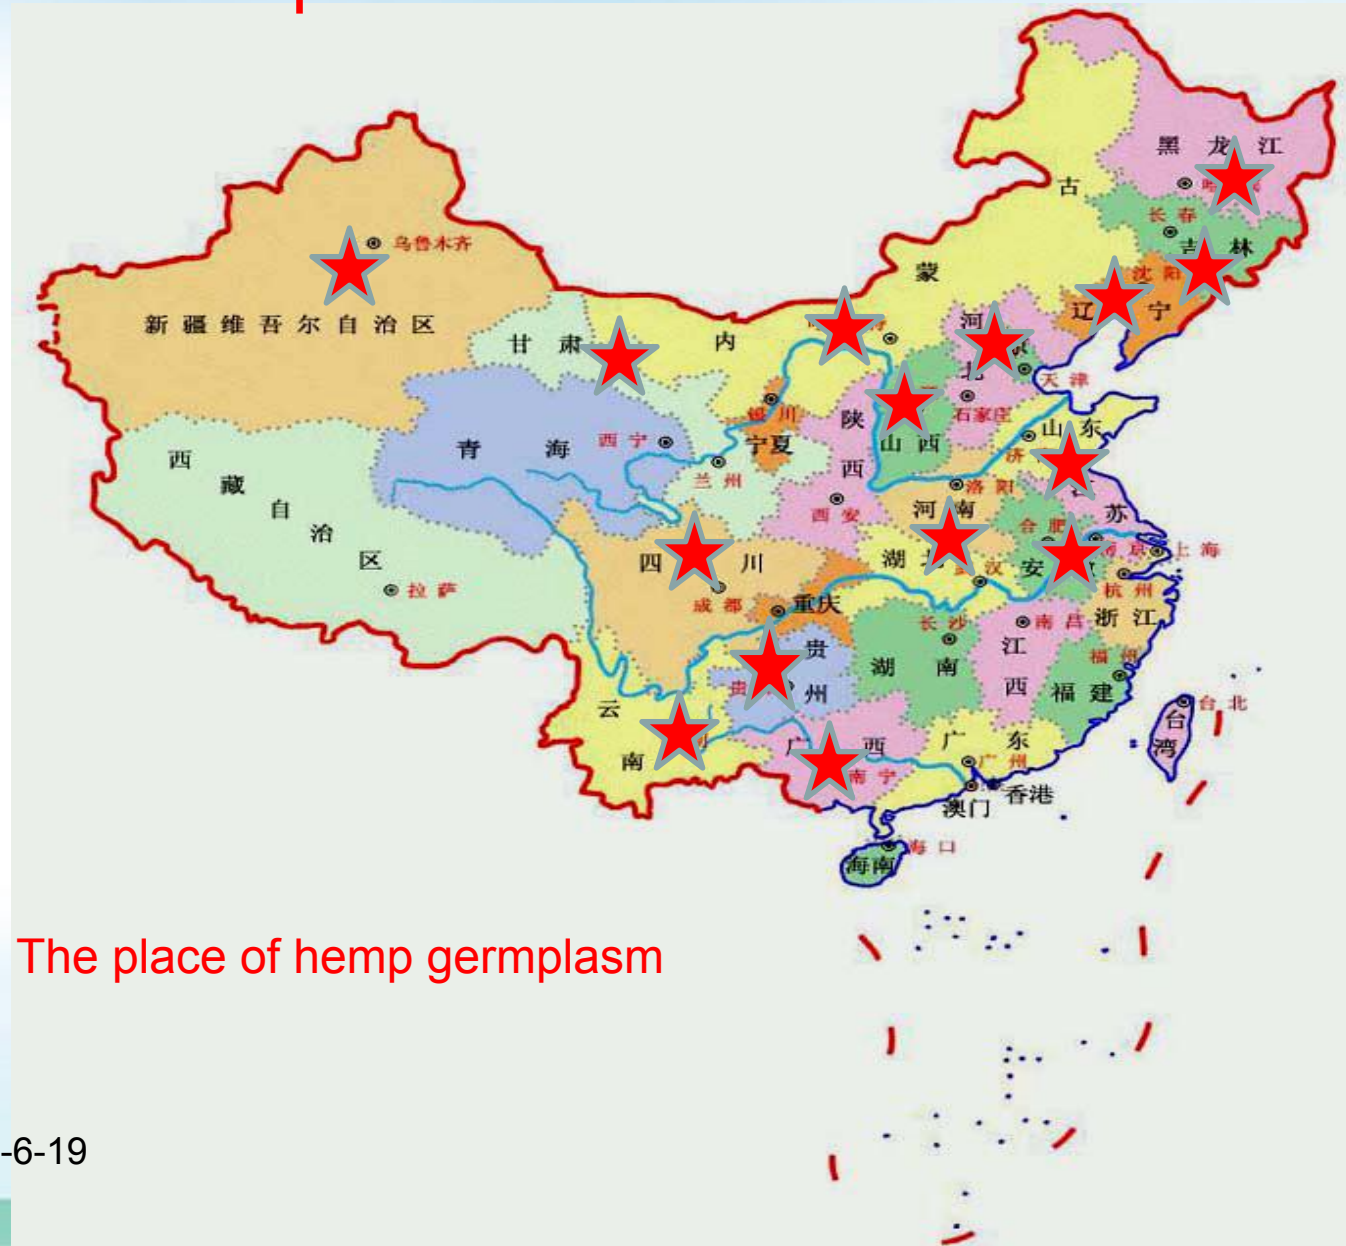 黑 龙 江
古
长 春
吉 林
乌鲁木齐
沈 阳
蒙
辽 宁
新 疆 维 吾 尔 自 治 区
河
北
甘 肃
内
天 津
石家庄
银 川
陕
西
山 东
青 海
西 宁
宁夏
山 西
济
西
藏
自
治
区
兰 州
洛 阳
西 安
河 南
苏
合 肥
四 川
湖
安
上 海
拉 萨
成 都
重庆
杭 州
浙 江
长 沙
南 昌
贵
州
湖 南
江
西
福
福 建
云
南
广 西
南 宁
广 东
广 州
台 北
台
湾
澳门
香港
海 口
海南
The place of hemp germplasm
-6-19